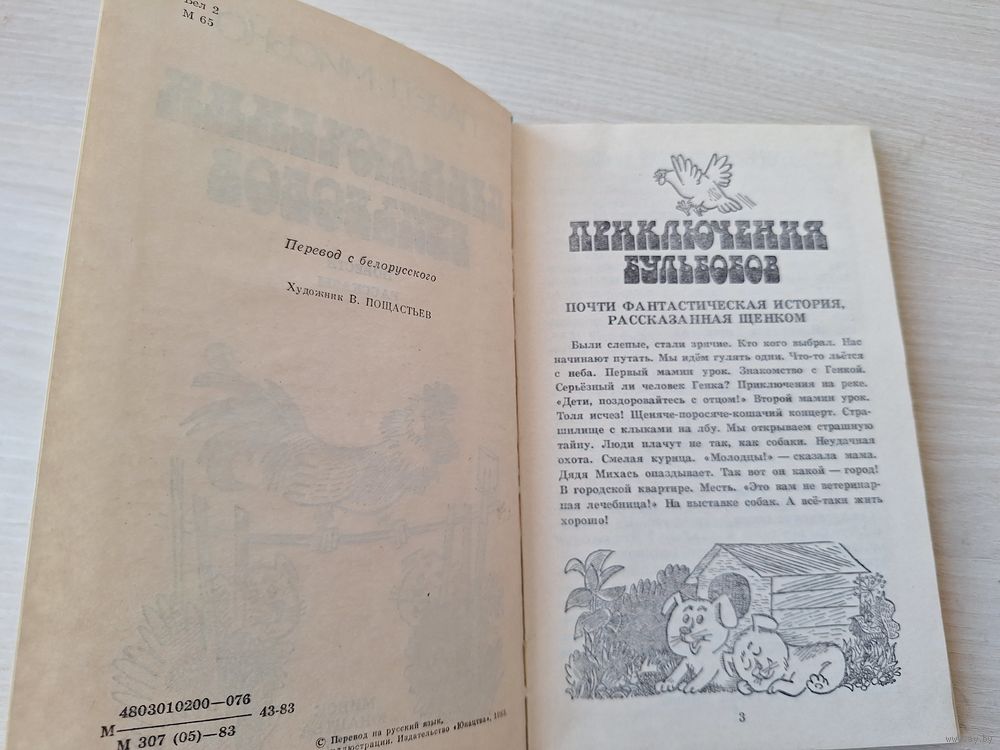 Бел 2
М 65
Перевод с белорусского
Художник В. ПОЩАСТЬЕВ
4803010200—076
М 43-83
М 307 (05)—83
© Перевод на русский язык,
иллюстрации. Издательство «Юнацтва», 1983.
ПРИКЛЮЧЕНИЯ
БУЛЬБОБОВ
ПОЧТИ ФАНТАСТИЧЕСКАЯ ИСТОРИЯ,
РАССКАЗАННАЯ ЩЕНКОМ
Были слепые, стали зрячие. Кто кого выбрал. Нас
начинают путать. Мы идём гулять одни. Что-то льётся
с неба. Первый мамин урок. Знакомство с Генкой.
Серьёзный ли человек Генка? Приключения на реке.
«Дети, поздоровайтесь с отцом!» Второй мамин урок.
Толя исчез! Щеняче-поросяче-кошачий концерт. Стра-
шилище с клыками на лбу. Мы открываем страшную
тайну. Люди плачут не так, как собаки. Неудачная
охота. Смелая курица. «Молодцы!» — сказала мама.
Дядя Михась опаздывает. Так вот он какой — город!
В городской квартире. Месть. «Это вам не ветеринар-
ная лечебница!» На выставке собак. А всё-таки жить
хорошо!
3